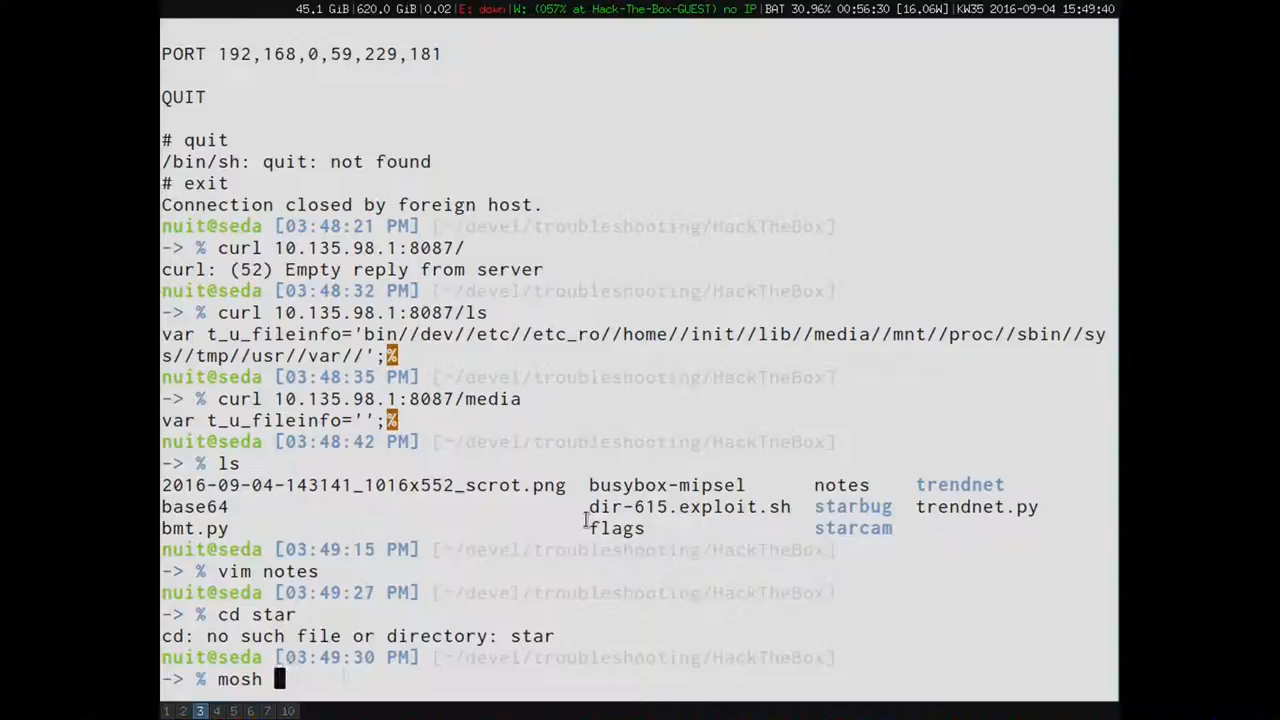 45.1 GiB|620.0 GiB|0.02|E: down|W: (057% at Hack-The-Box-GUEST) no IP|BAT 30.96% 00:56:30 [16.06W]|KW35 2016-09-04 15:49:40
PORT 192,168,0,59,229,181
QUIT
# quit
/bin/sh: quit: not found
# exit
Connection closed by foreign host.
nuit@seda [03:48:21 PM] [~/devel/troubleshooting/HackTheBox]
-> % curl 10.135.98.1:8087/
curl: (52) Empty reply from server
nuit@seda [03:48:32 PM] [~/devel/troubleshooting/HackTheBox]
-> % curl 10.135.98.1:8087/ls
var t_u_fileinfo='bin//dev//etc//etc_ro//home//init//lib//media//mnt//proc//sbin//sy
s//tmp//usr//var//';%
nuit@seda [03:48:35 PM] [~/devel/troubleshooting/HackTheBox]
-> % curl 10.135.98.1:8087/media
var t_u_fileinfo='';%
nuit@seda [03:48:42 PM] [~/devel/troubleshooting/HackTheBox]
-> % ls
2016-09-04-143141_1016x552_scrot.png busybox-mipsel notes trendnet
base64 dir-615.exploit.sh starbug trendnet.py
bmt.py flags starcam
nuit@seda [03:49:15 PM] [~/devel/troubleshooting/HackTheBox]
-> % vim notes
nuit@seda [03:49:27 PM] [~/devel/troubleshooting/HackTheBox]
-> % cd star
cd: no such file or directory: star
nuit@seda [03:49:30 PM] [~/devel/troubleshooting/HackTheBox]
-> % mosh
1 2 3 4 5 6 7 10